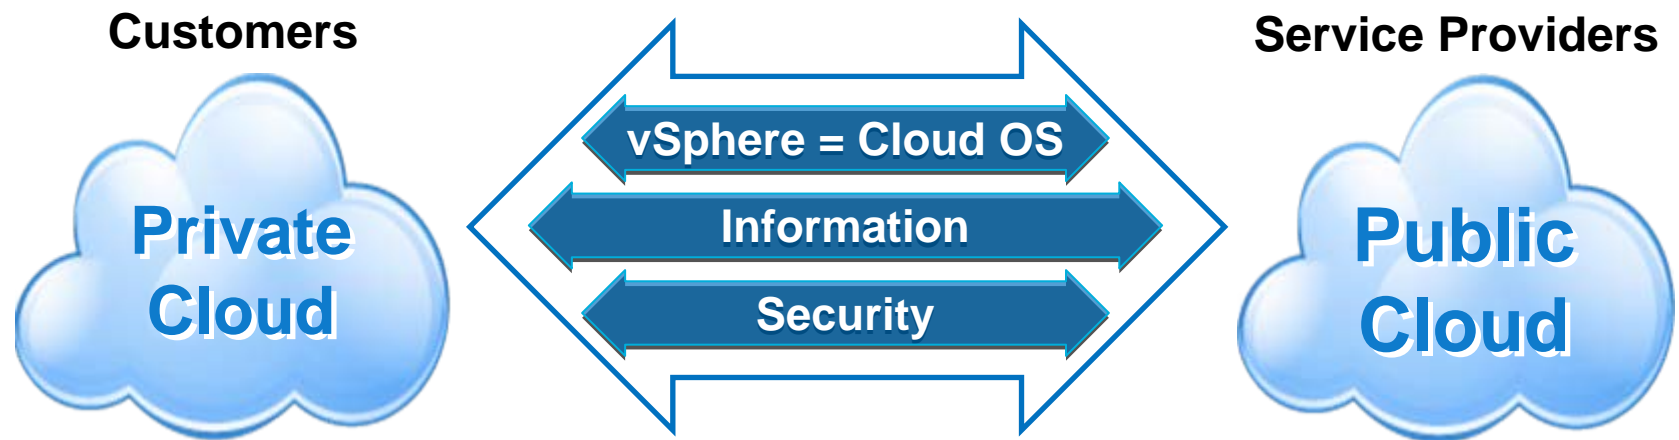 Customers
Service Providers
vSphere = Cloud OS
Information
Security
Private
Cloud
Public
Cloud